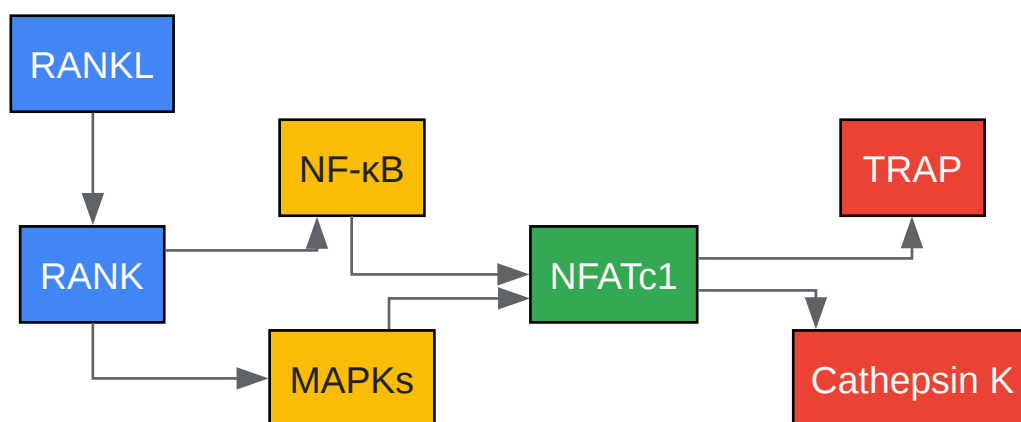 RANKL
NF-κB
TRAP
RANK
NFATc1
MAPKs
Cathepsin K